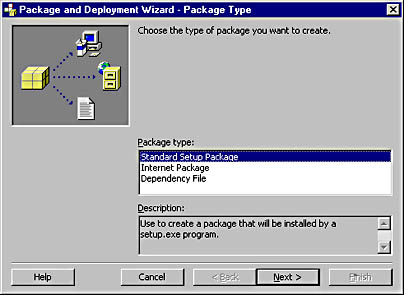 Package and Deployment Wizard - Package Type
Choose the type of package you want to create.
Package type:
Standard Setup Package
Internet Package
Dependency File
Description:
Use to create a package that will be installed by a
setup.exe program.
Help
Cancel
< Back
Next >
Finish